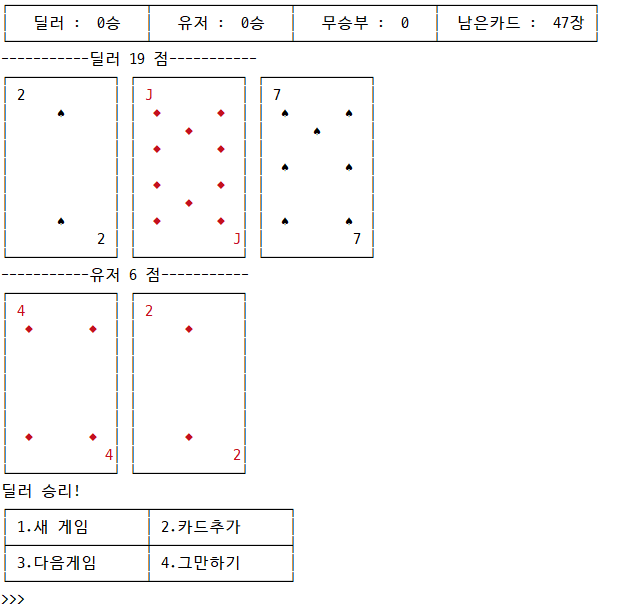 딜러 : 0승 유저 : 0승 무승부 : 0 남은카드 : 47장
-----------딜러 19 점-----------
2 J 7
2 J 7
-----------유저 6 점-----------
4 2
4 2
딜러 승리!
1.새 게임 2.카드추가
3.다음게임 4.그만하기
>>>